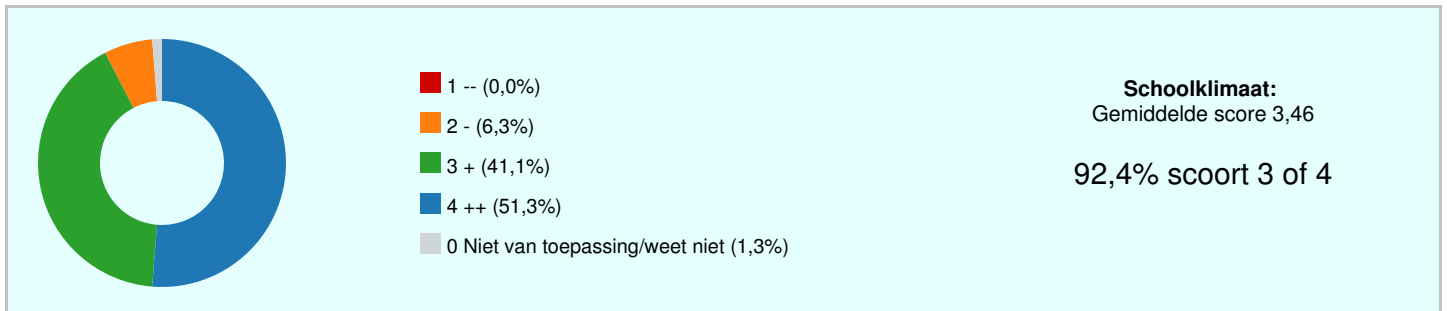 1 -- (0,0%)
2 - (6,3%)
3 + (41,1%)
4 ++ (51,3%)
0 Niet van toepassing/weet niet (1,3%)
Schoolklimaat:
Gemiddelde score 3,46
92,4% scoort 3 of 4